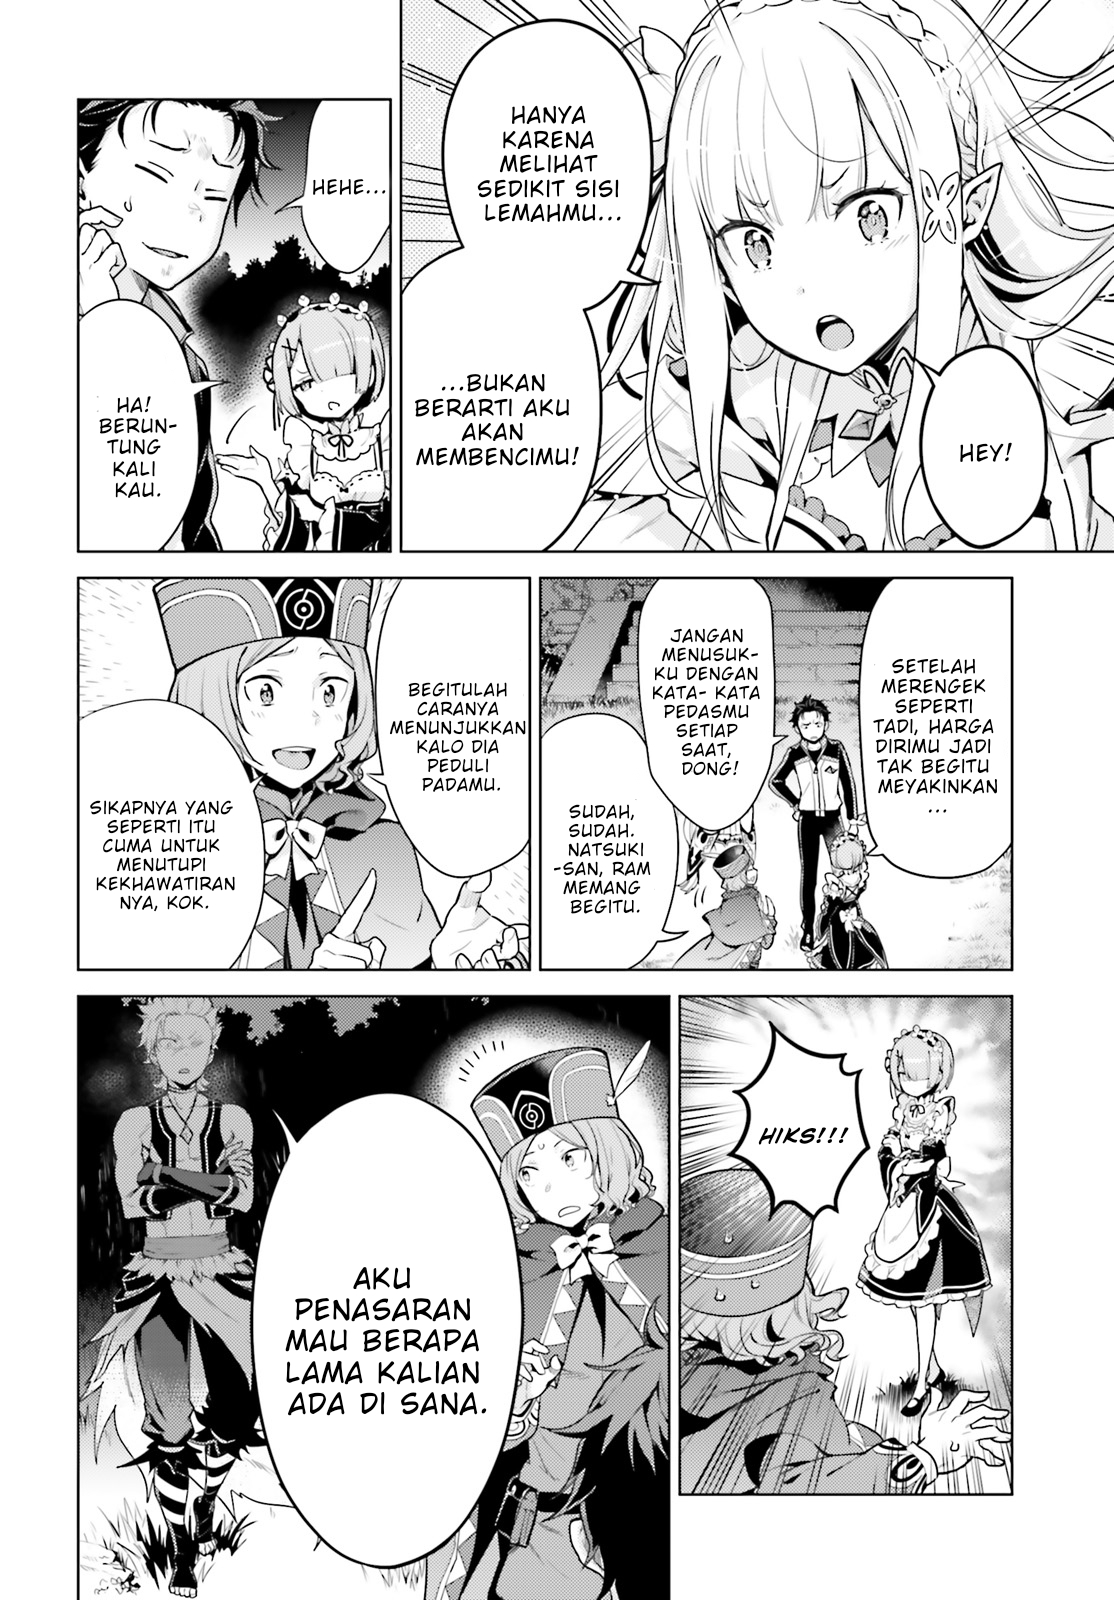 HEY!
HANYA
KARENA
MELIHAT
SEDIKIT SISI
LEMAHMU...
...BUKAN
BERARTI AKU
AKAN
MEMBENCIMU!
HEHE...
HA!
BERUN-
TUNG
KALI
KAU.
SETELAH
MERENGEK
SEPERTI
TADI, HARGA
DIRIMU JADI
TAK BEGITU
MEYAKINKAN
...
JANGAN
MENUSUK-
KU DENGAN
KATA- KATA
PEDASMU
SETIAP
SAAT,
DONG!
SUDAH,
SUDAH.
NATSUKI
-SAN, RAM
MEMANG
BEGITU.
BEGITULAH
CARANYA
MENUNJUKKAN
KALO DIA
PEDULI
PADAMU.
SIKAPNYA YANG
SEPERTI ITU
CUMA UNTUK
MENUTUPI
KEKHAWATIRAN
NYA, KOK.
HIKS!!!
AKU
PENASARAN
MAU BERAPA
LAMA KALIAN
ADA DI SANA.